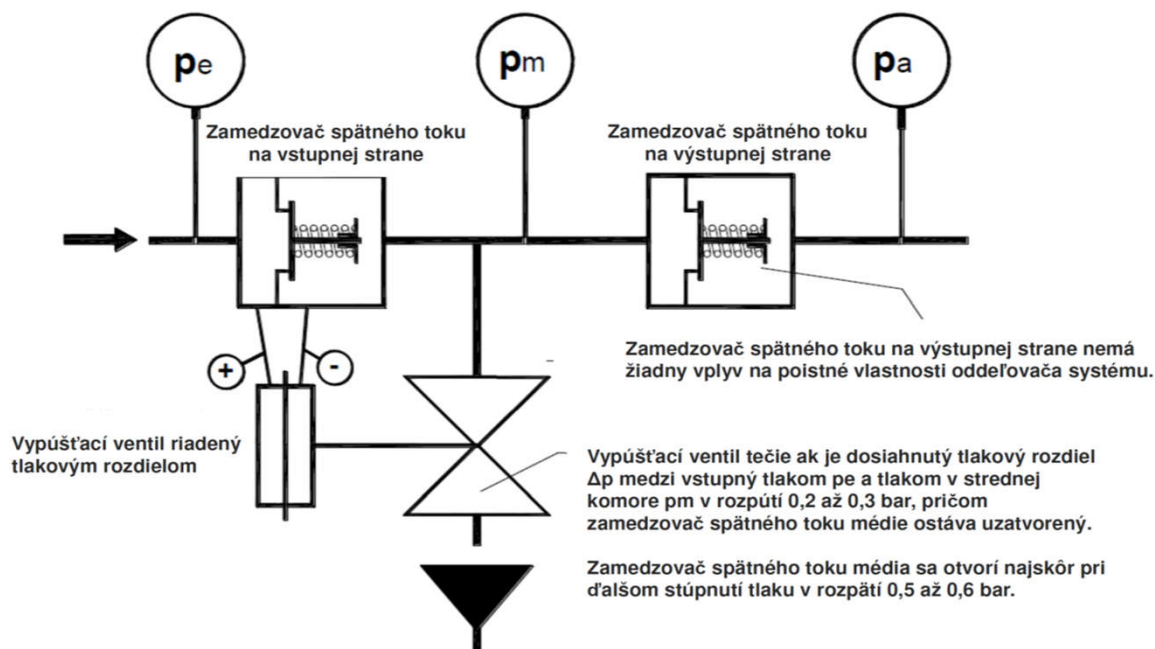 pe
pm
pa
Zamedzovač spätného toku
na vstupnej strane
Zamedzovač spätného toku
na výstupnej strane
Zamedzovač spätného toku na výstupnej strane nemá
žiadny vplyv na poistné vlastnosti oddeľovača systému.
+
-
Vypúšťací ventil riadený
tlakovým rozdielom
Vypúšťací ventil tečie ak je dosiahnutý tlakový rozdiel
Δp medzi vstupný tlakom pe a tlakom v strednej
komore pm v rozpútí 0,2 až 0,3 bar, pričom
zamedzovač spätného toku médie ostáva uzatvorený.
Zamedzovač spätného toku média sa otvorí najskôr pri
ďalšom stúpnutí tlaku v rozpätí 0,5 až 0,6 bar.